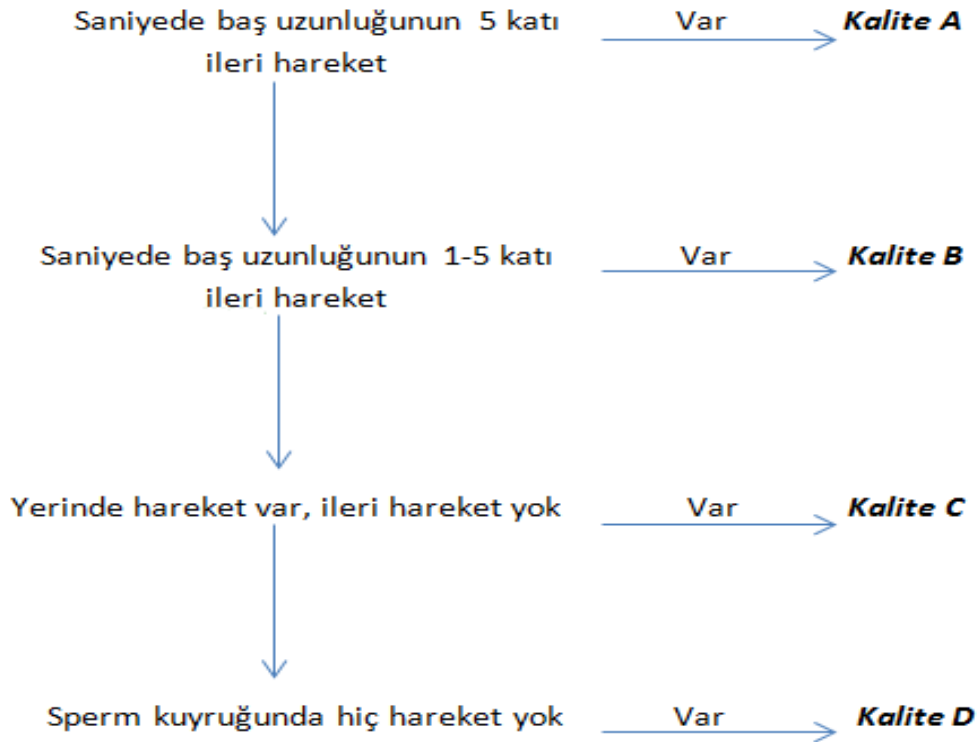 Saniyede baş uzunluğunun 5 katı
ileri hareket
Var
Kalite A
Saniyede baş uzunluğunun 1-5 katı
ileri hareket
Var
Kalite B
Yerinde hareket var, ileri hareket yok
Var
Kalite C
Sperm kuyruğunda hiç hareket yok
Var
Kalite D